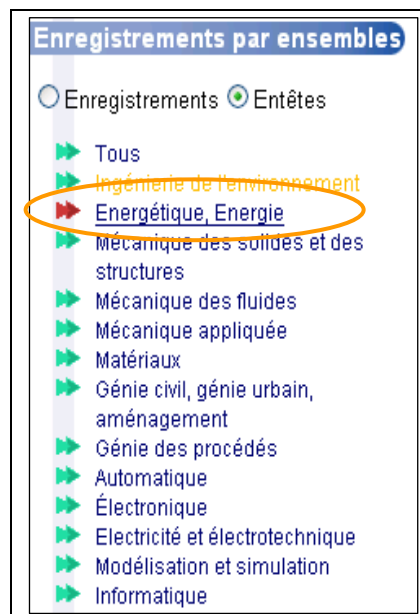 Enregistrements par ensembles
Enregistrements Entêtes
Tous
Ingénierie de l'environnement
Energétique, Energie
Mécanique des solides et des
structures
Mécanique des fluides
Mécanique appliquée
Matériaux
Génie civil, génie urbain,
aménagement
Génie des procédés
Automatique
Électronique
Electricité et électrotechnique
Modélisation et simulation
Informatique